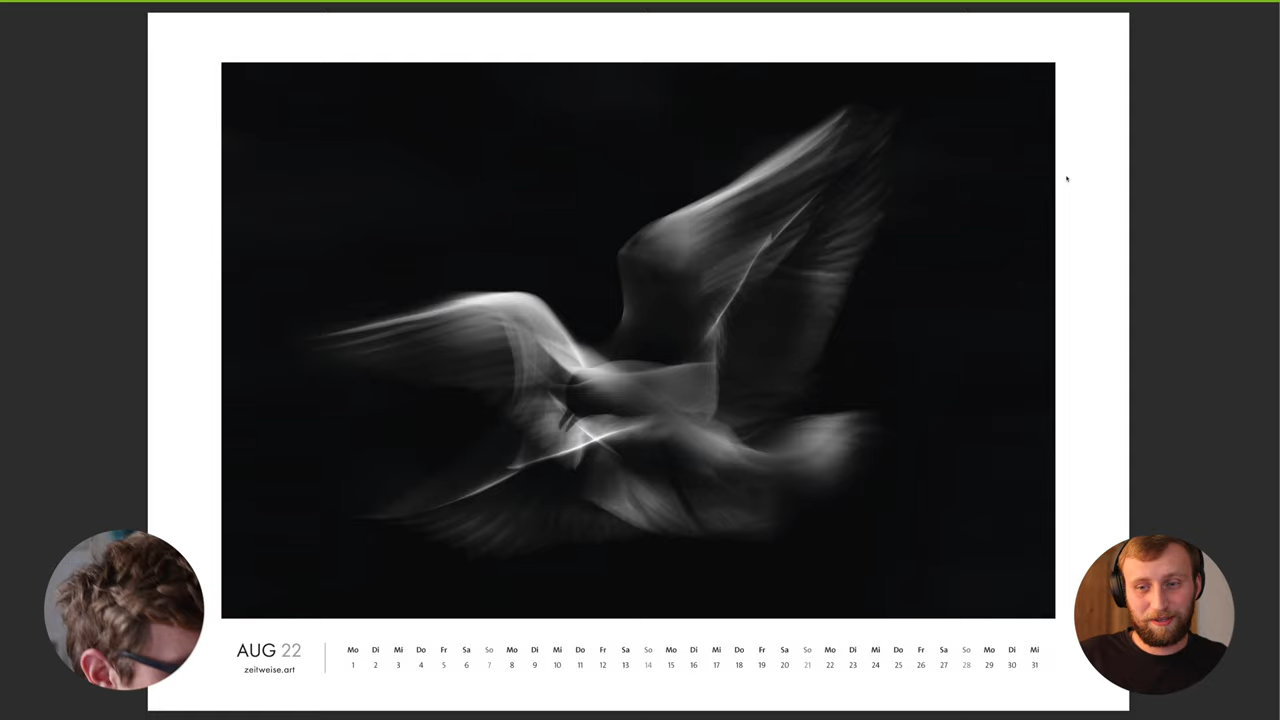 AUG 22
zeitweise.art
Mo Di Mi Do Fr Sa So Mo Di Mi Do Fr Sa So Mo Di Mi Do Fr Sa So Mo Di Mi Do Fr Sa So Mo Di Mi
1 2 3 4 5 6 7 8 9 10 11 12 13 14 15 16 17 18 19 20 21 22 23 24 25 26 27 28 29 30 31